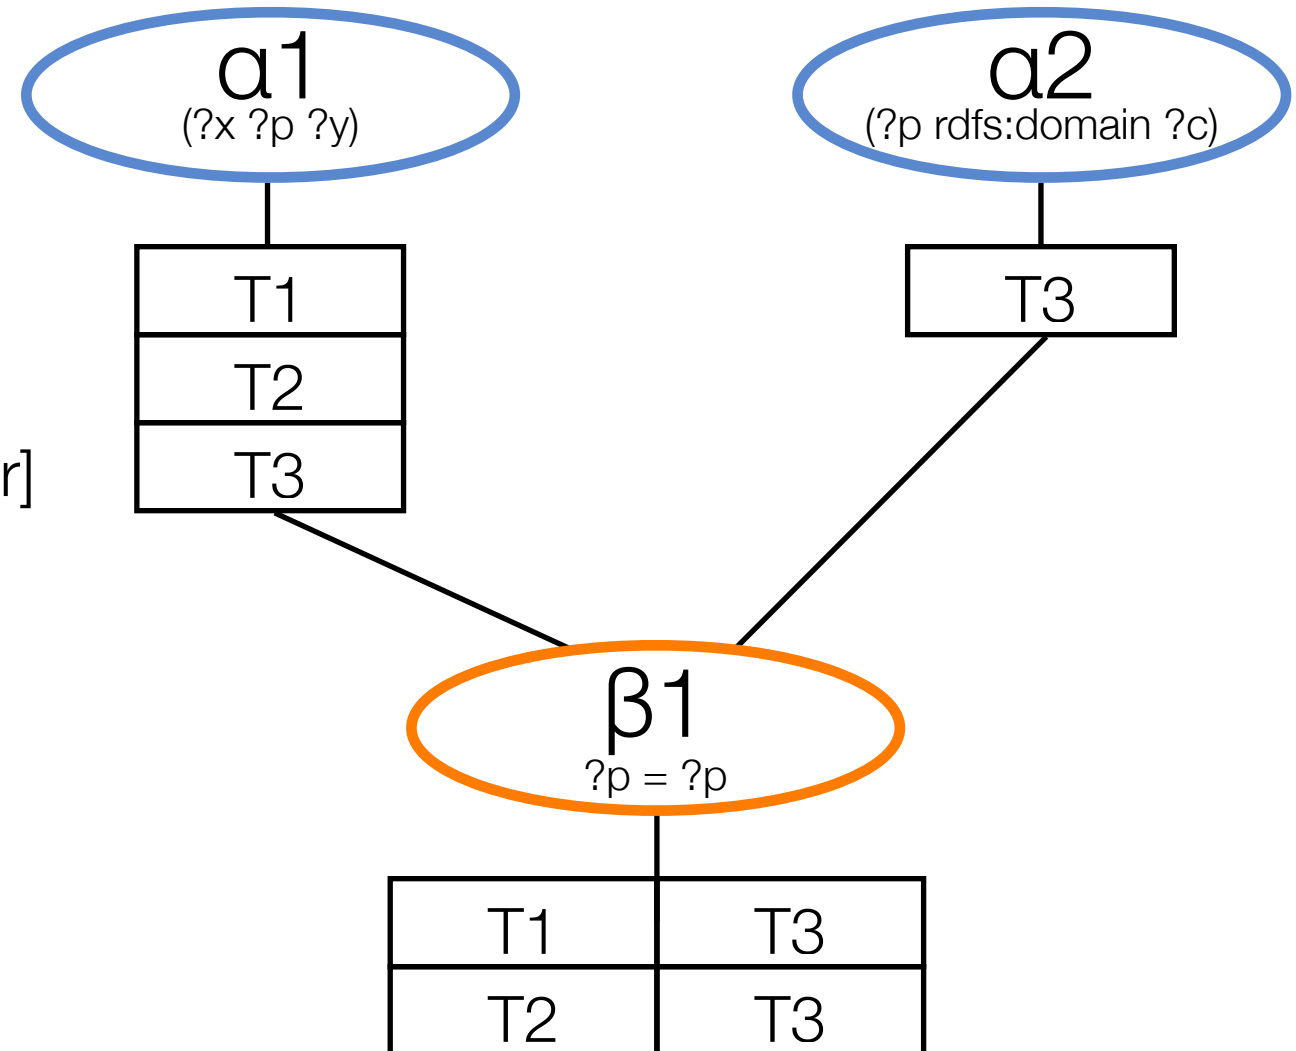 α1
(?x ?p ?y)
α2
(?p rdfs:domain ?c)
T1
T2
T3
T3
r]
β1
?p = ?p
T1 T3
T2 T3